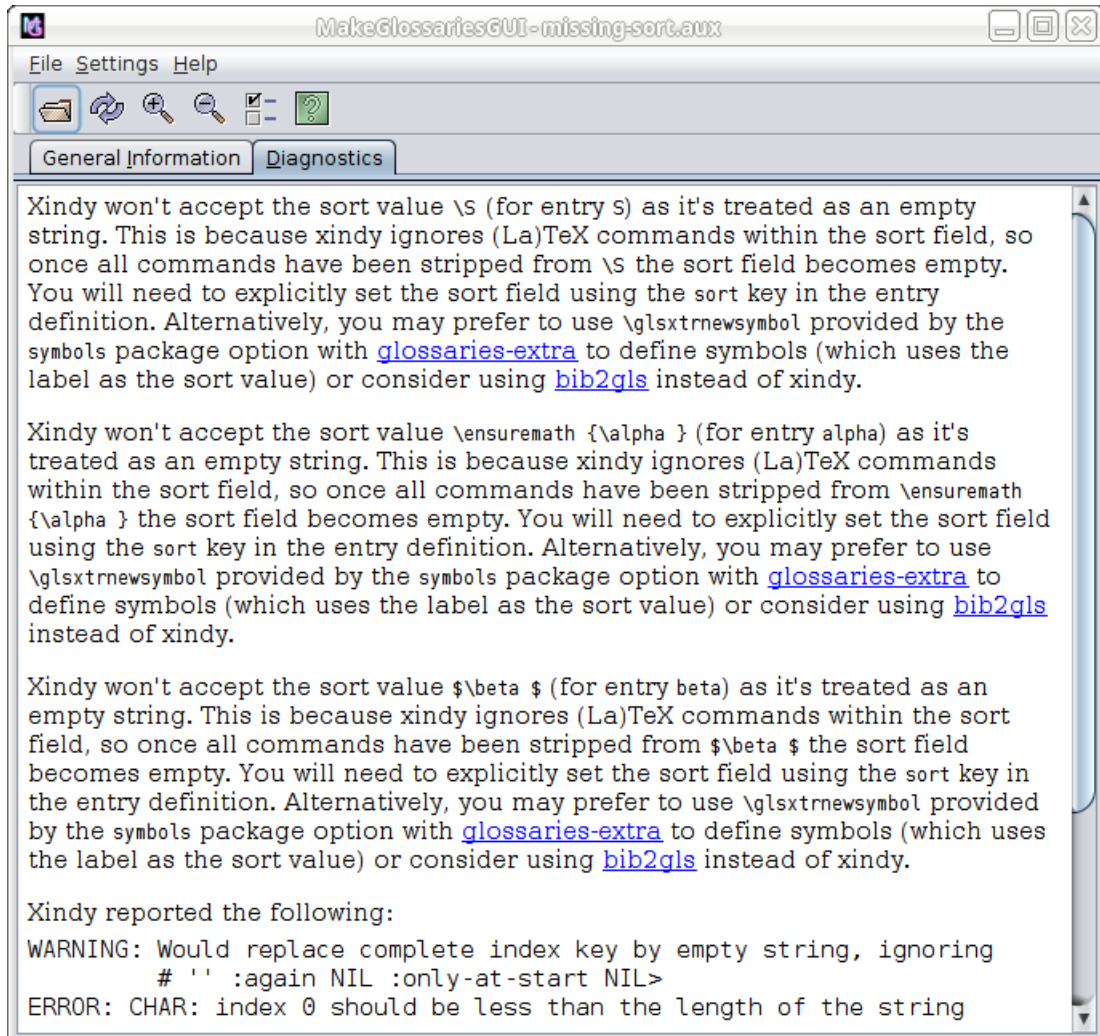 MakeGlossariesGUI - missing-sort.aux
File Settings Help
General Information Diagnostics
Xindy won't accept the sort value \S (for entry S) as it's treated as an empty
string. This is because xindy ignores (La)TeX commands within the sort field, so
once all commands have been stripped from \S the sort field becomes empty.
You will need to explicitly set the sort field using the sort key in the entry
definition. Alternatively, you may prefer to use \glsxtrnewsymbol provided by the
symbols package option with glossaries-extra to define symbols (which uses the
label as the sort value) or consider using bib2gls instead of xindy.
Xindy won't accept the sort value \ensuremath {\alpha } (for entry alpha) as it's
treated as an empty string. This is because xindy ignores (La)TeX commands
within the sort field, so once all commands have been stripped from \ensuremath
{\alpha } the sort field becomes empty. You will need to explicitly set the sort field
using the sort key in the entry definition. Alternatively, you may prefer to use
\glsxtrnewsymbol provided by the symbols package option with glossaries-extra to
define symbols (which uses the label as the sort value) or consider using bib2gls
instead of xindy.
Xindy won't accept the sort value $\beta $ (for entry beta) as it's treated as an
empty string. This is because xindy ignores (La)TeX commands within the sort
field, so once all commands have been stripped from $\beta $ the sort field
becomes empty. You will need to explicitly set the sort field using the sort key in
the entry definition. Alternatively, you may prefer to use \glsxtrnewsymbol provided
by the symbols package option with glossaries-extra to define symbols (which uses
the label as the sort value) or consider using bib2gls instead of xindy.
Xindy reported the following:
WARNING: Would replace complete index key by empty string, ignoring
# '' :again NIL :only-at-start NIL>
ERROR: CHAR: index 0 should be less than the length of the string